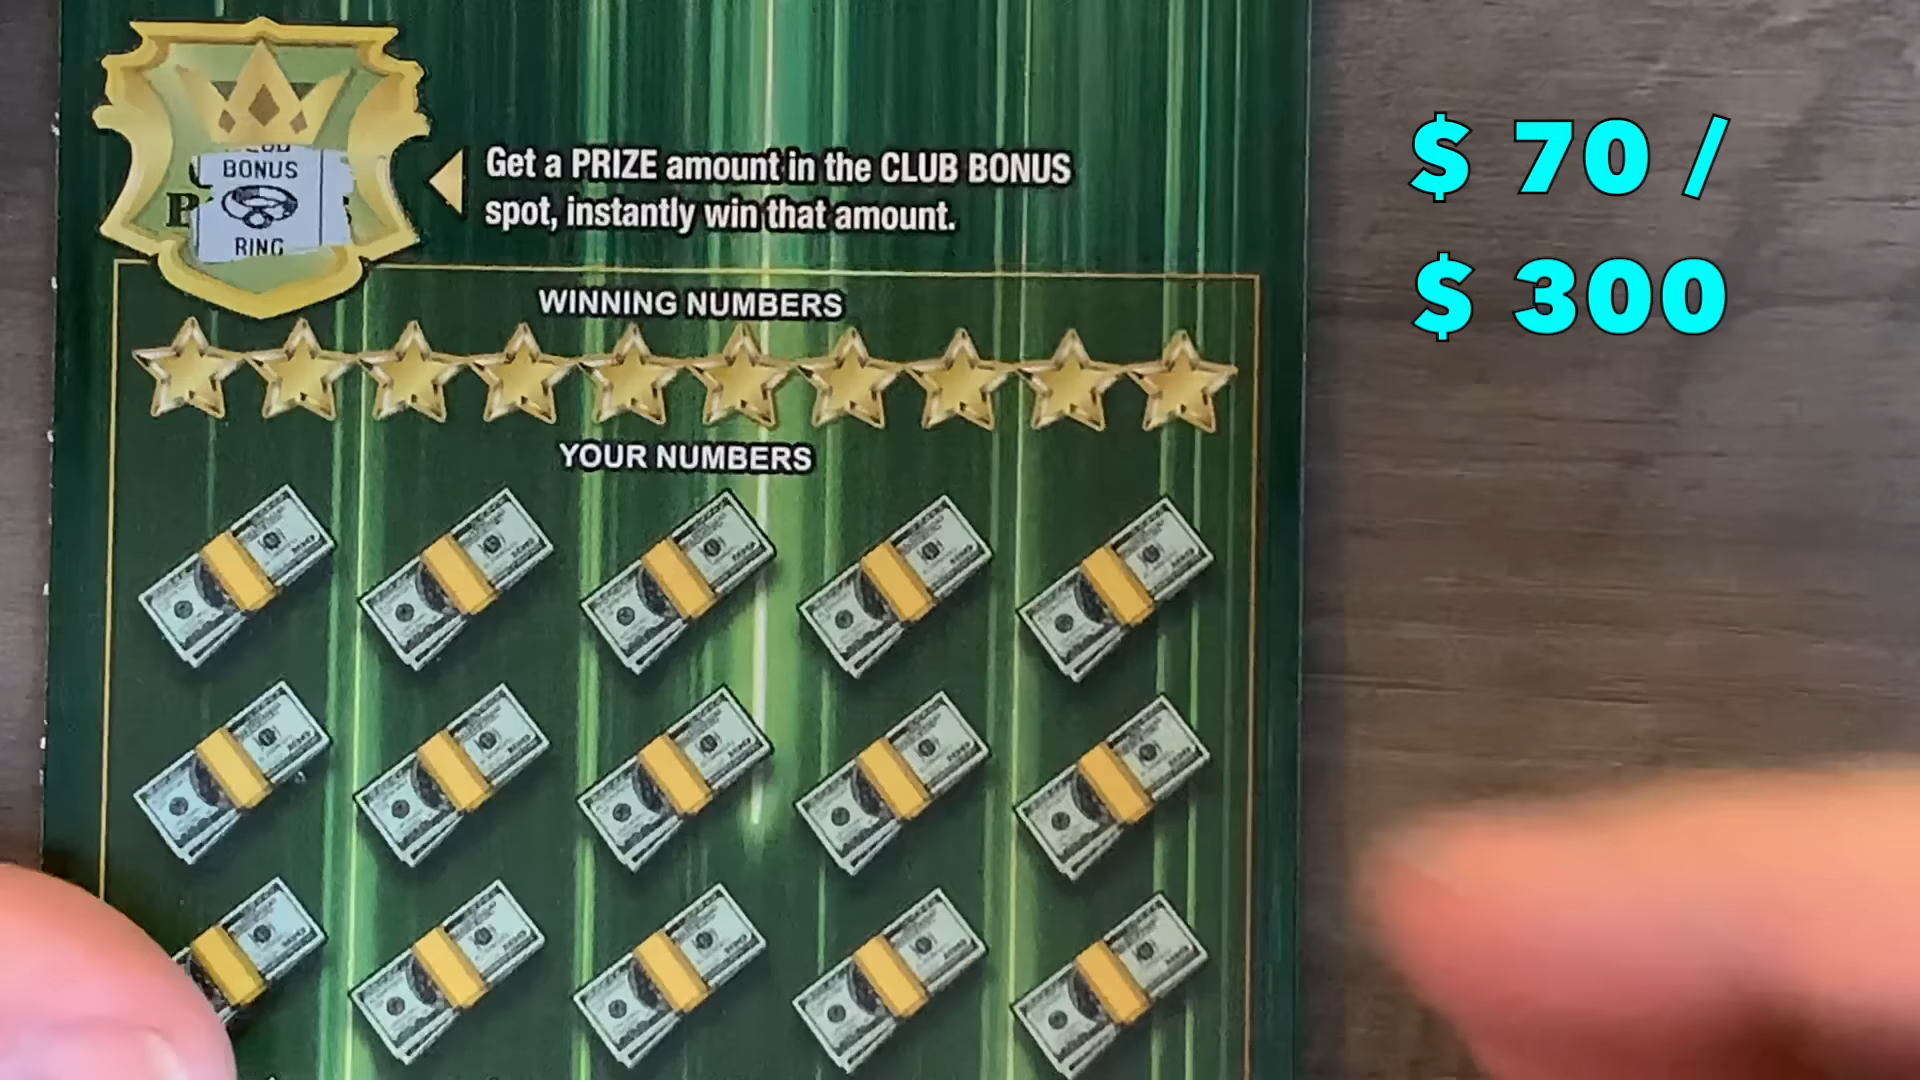 BONUS
RING
Get a PRIZE amount in the CLUB BONUS
spot, instantly win that amount.
WINNING NUMBERS
YOUR NUMBERS
$ 70 /
$ 300